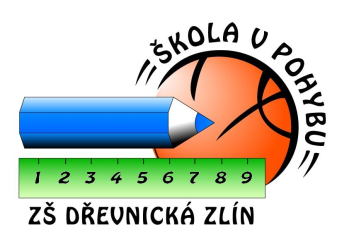 ŠKOLA V POHYBU
1 2 3 4 5 6 7 8 9
ZŠ DŘEVNICKÁ ZLÍN